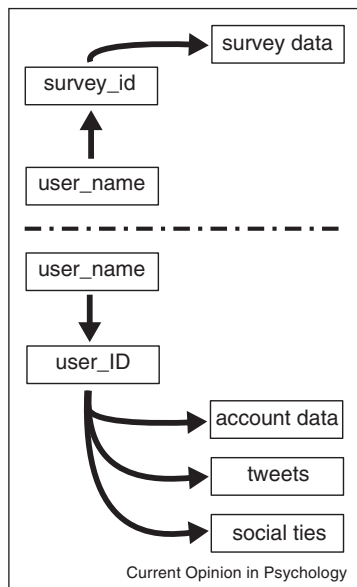 survey data
survey_id
user_name
user_name
user_ID
account data
tweets
social ties
Current Opinion in Psychology